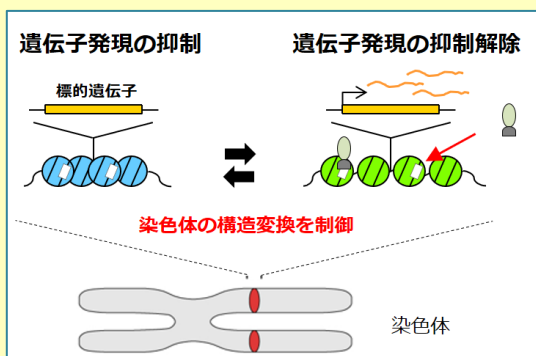 遺伝子発現の抑制
遺伝子発現の抑制解除
標的遺伝子
染色体の構造変換を制御
染色体